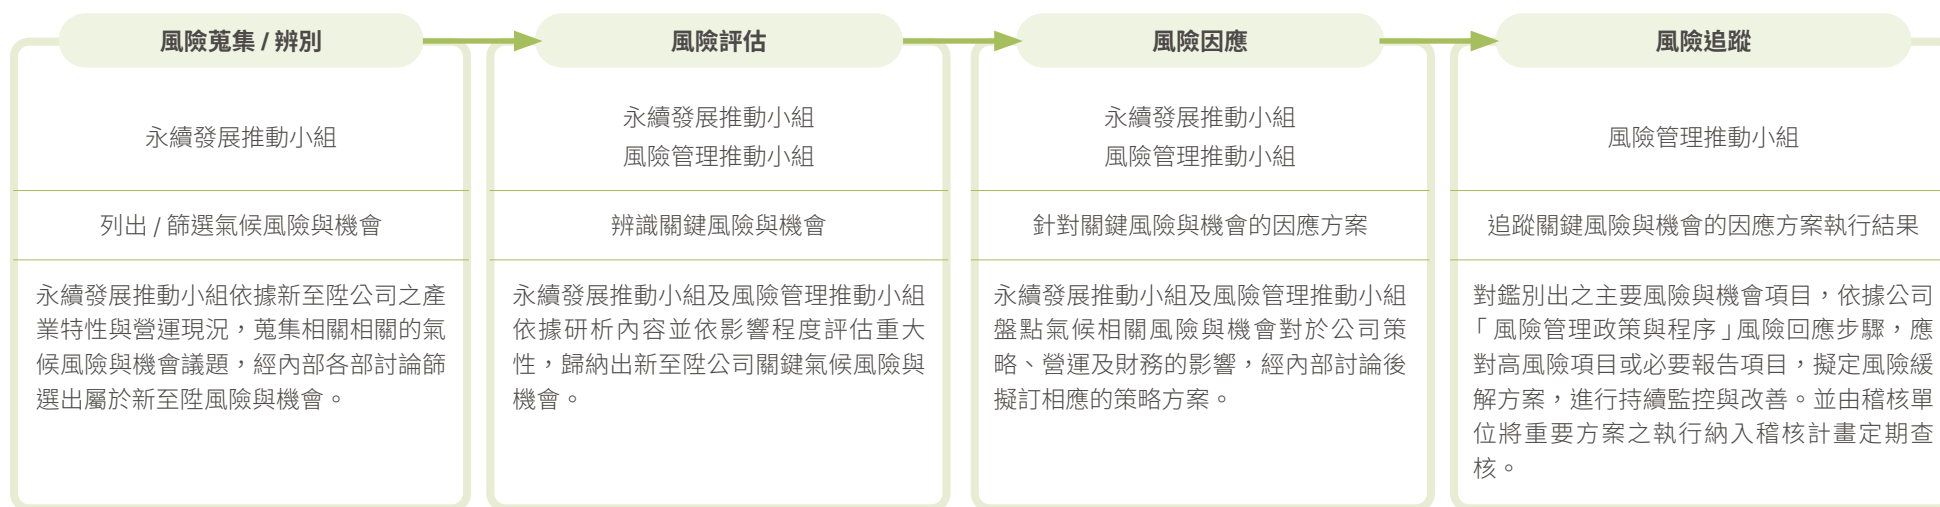 風險蒐集 / 辨別
永續發展推動小組
列出 / 篩選氣候風險與機會
永續發展推動小組依據新至陞公司之產
業特性與營運現況，蒐集相關相關的氣
候風險與機會議題，經內部各部討論篩
選出屬於新至陞風險與機會。
風險評估
永續發展推動小組
風險管理推動小組
辨識關鍵風險與機會
永續發展推動小組及風險管理推動小組
依據研析內容並依影響程度評估重大
性，歸納出新至陞公司關鍵氣候風險與
機會。
風險因應
永續發展推動小組
風險管理推動小組
針對關鍵風險與機會的因應方案
永續發展推動小組及風險管理推動小組
盤點氣候相關風險與機會對於公司策
略、營運及財務的影響，經內部討論後
擬訂相應的策略方案。
風險追蹤
風險管理推動小組
追蹤關鍵風險與機會的因應方案執行結果
對鑑別出之主要風險與機會項目，依據公司
「風險管理政策與程序」風險回應步驟，應
對高風險項目或必要報告項目，擬定風險緩
解方案，進行持續監控與改善。並由稽核單
位將重要方案之執行納入稽核計畫定期查
核。